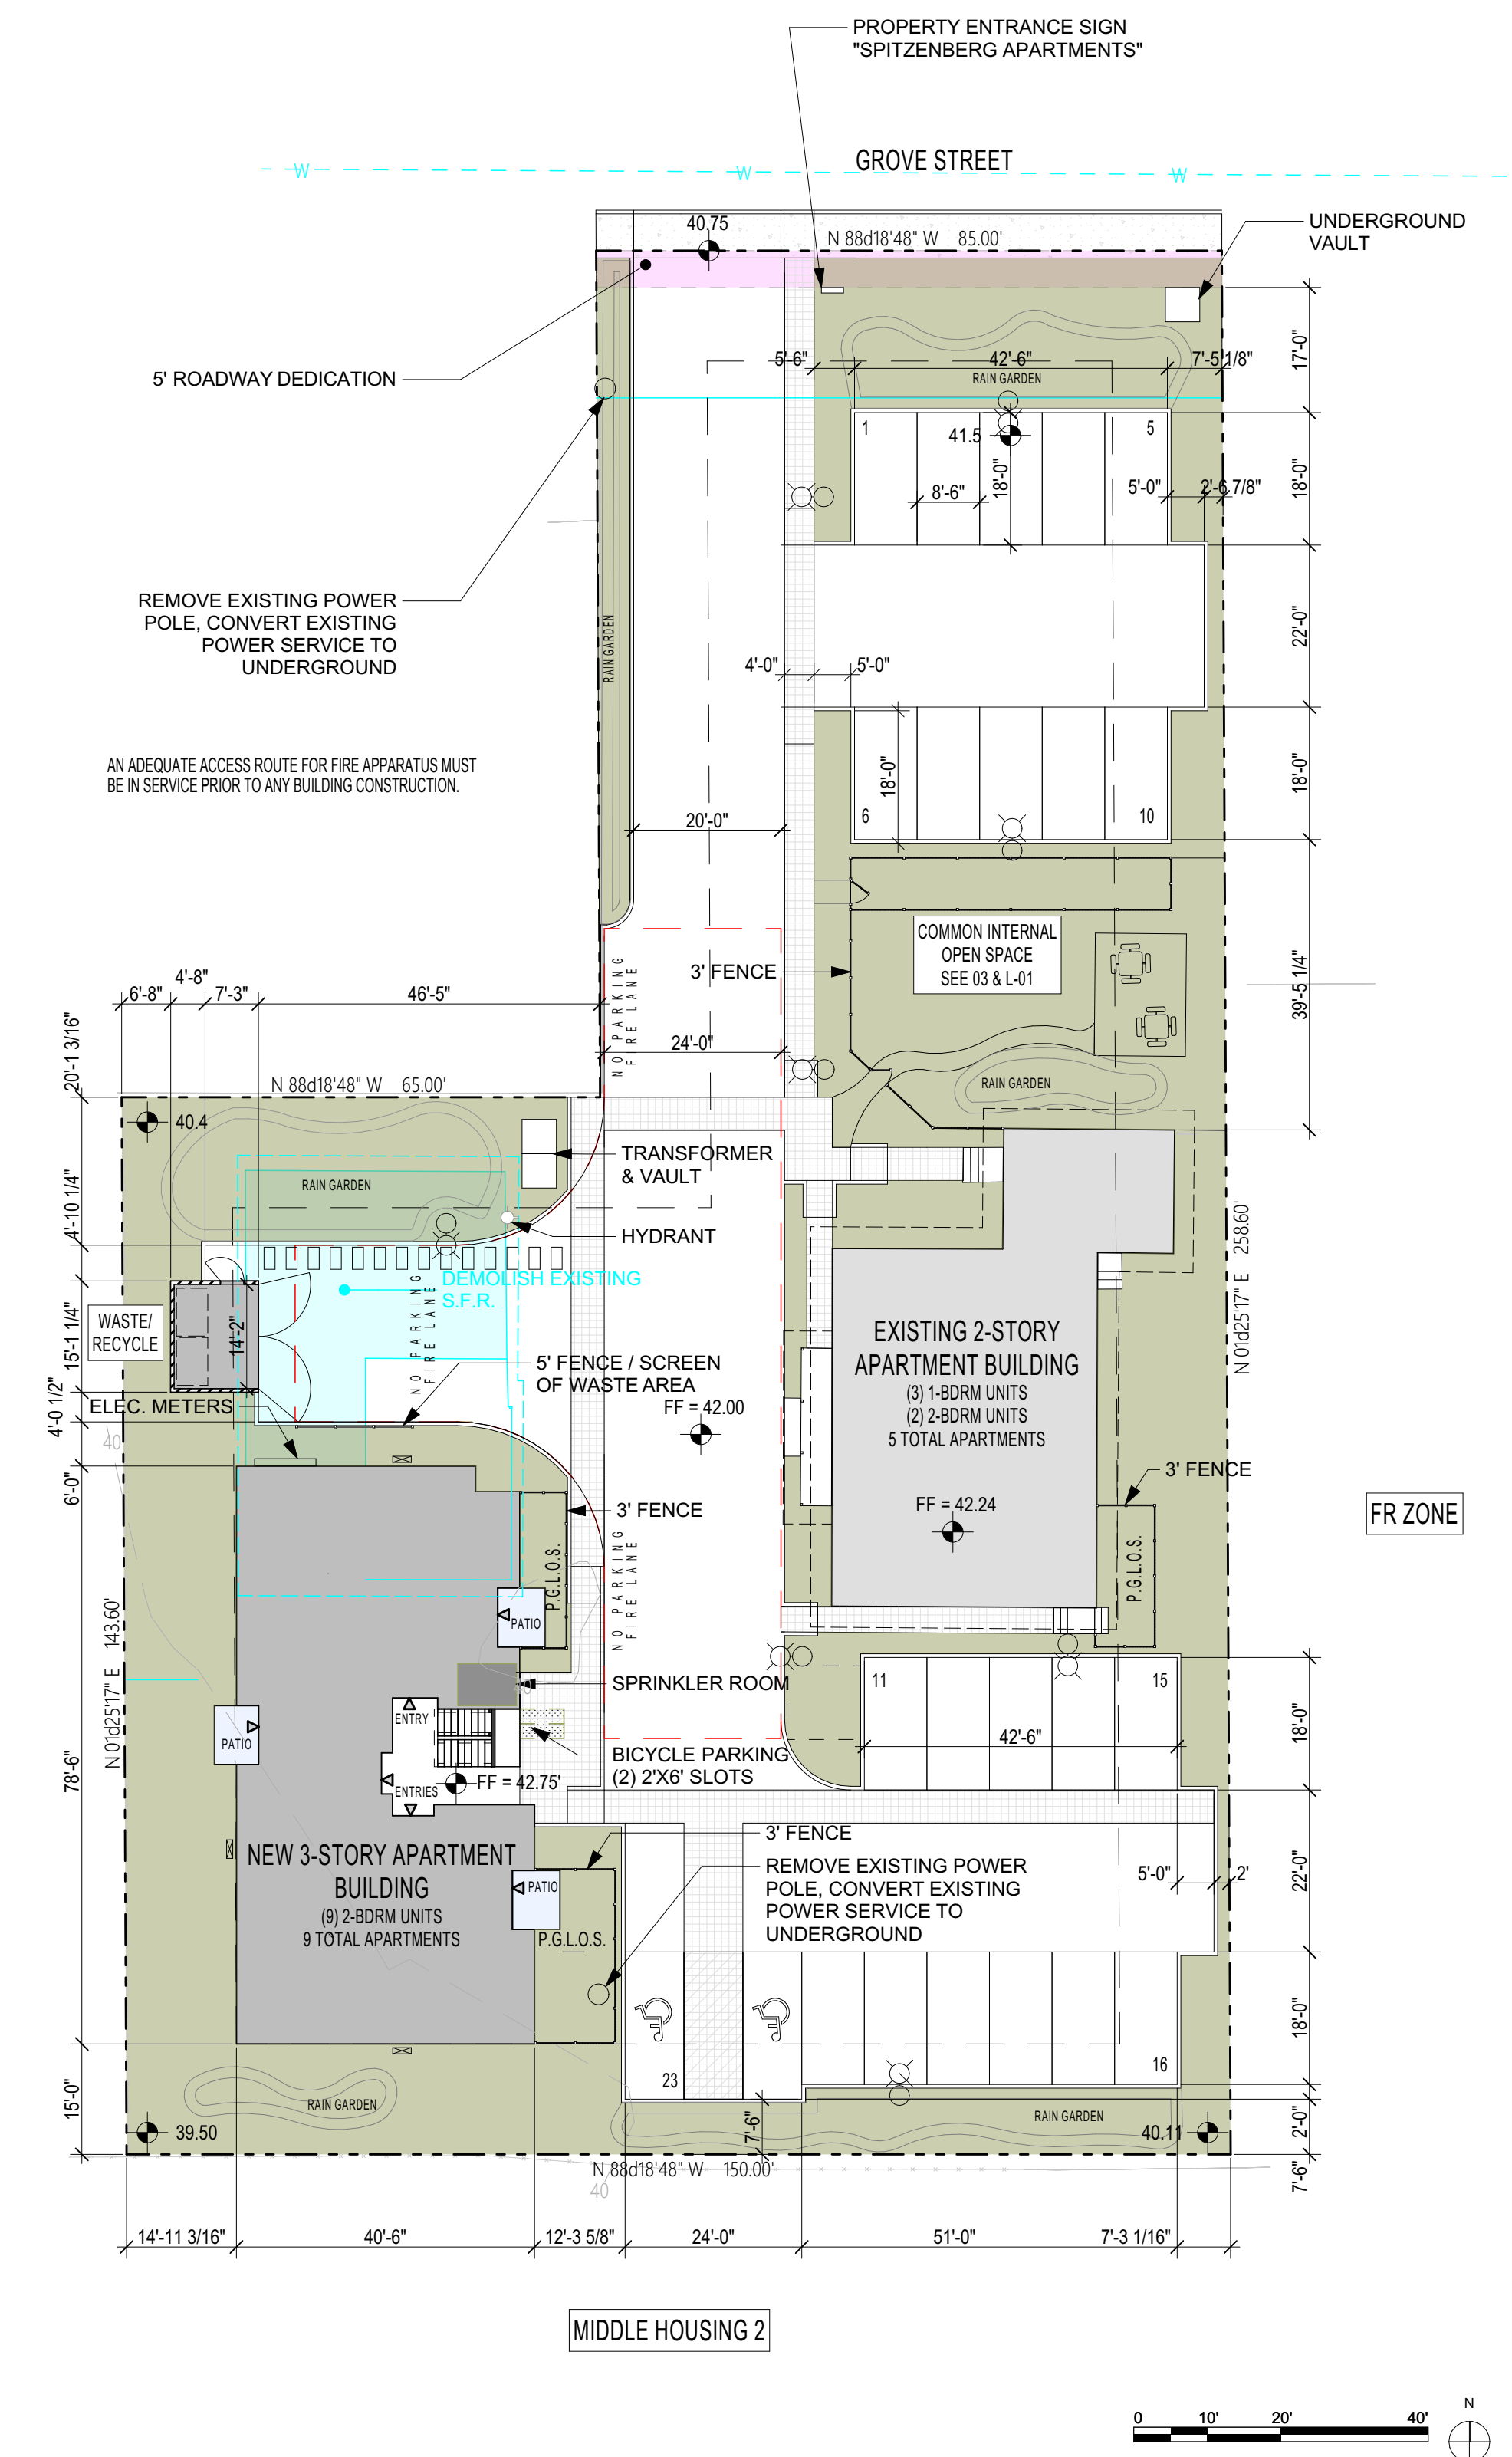 PROPERTY ENTRANCE SIGN
"SPITZENBERG APARTMENTS"
GROVE STREET
W
W
W
40.75
N 88d18'48" W 85.00'
UNDERGROUND
VAULT
5' ROADWAY DEDICATION
5'-6"
42'-6"
7'-5 1/8"
17'-0"
RAIN GARDEN
1
41.5
5
18'-0"
8'-6"
5'-0"
2'-6 7/8"
18'-0"
REMOVE EXISTING POWER
POLE, CONVERT EXISTING
POWER SERVICE TO
UNDERGROUND
RAIN GARDEN
22'-0"
4'-0"
5'-0"
AN ADEQUATE ACCESS ROUTE FOR FIRE APPARATUS MUST
BE IN SERVICE PRIOR TO ANY BUILDING CONSTRUCTION.
18'-0"
18'-0"
20'-0"
6
10
COMMON INTERNAL
OPEN SPACE
SEE 03 & L-01
3' FENCE
NO PARKING
FIRE LANE
39'-5 1/4"
6'-8"
4'-8"
7'-3"
46'-5"
24'-0"
20'-1 3/16"
N 88d18'48" W 65.00'
RAIN GARDEN
40.4
TRANSFORMER
& VAULT
RAIN GARDEN
4'-10 1/4"
HYDRANT
DEMOLISH EXISTING
S.F.R.
NO PARKING
FIRE LANE
N 01d25'17" E 258.60'
WASTE/
RECYCLE
14'-2"
15'-1 1/4"
EXISTING 2-STORY
APARTMENT BUILDING
(3) 1-BDRM UNITS
(2) 2-BDRM UNITS
5 TOTAL APARTMENTS
5' FENCE / SCREEN
OF WASTE AREA
ELEC. METERS
4'-0 1/2"
FF = 42.00
40
6'-0"
3' FENCE
3' FENCE
FF = 42.24
FR ZONE
P.G.L.O.S.
NO PARKING
FIRE LANE
P.G.L.O.S.
PATIO
N 01d25'17" E 143.60'
SPRINKLER ROOM
40
11
15
18'-0"
ENTRY
PATIO
42'-6"
BICYCLE PARKING
(2) 2'X6' SLOTS
78'-6"
ENTRIES
FF = 42.75'
3' FENCE
NEW 3-STORY APARTMENT
BUILDING
(9) 2-BDRM UNITS
9 TOTAL APARTMENTS
PATIO
REMOVE EXISTING POWER
POLE, CONVERT EXISTING
POWER SERVICE TO
UNDERGROUND
5'-0"
2'
22'-0"
P.G.L.O.S.
18'-0"
23
16
15'-0"
RAIN GARDEN
RAIN GARDEN
39.50
7'-6"
40.11
2'-0"
N 88d18'48" W 150.00'
40
7'-6"
14'-11 3/16"
40'-6"
12'-3 5/8"
24'-0"
51'-0"
7'-3 1/16"
MIDDLE HOUSING 2
0 10' 20' 40'
N